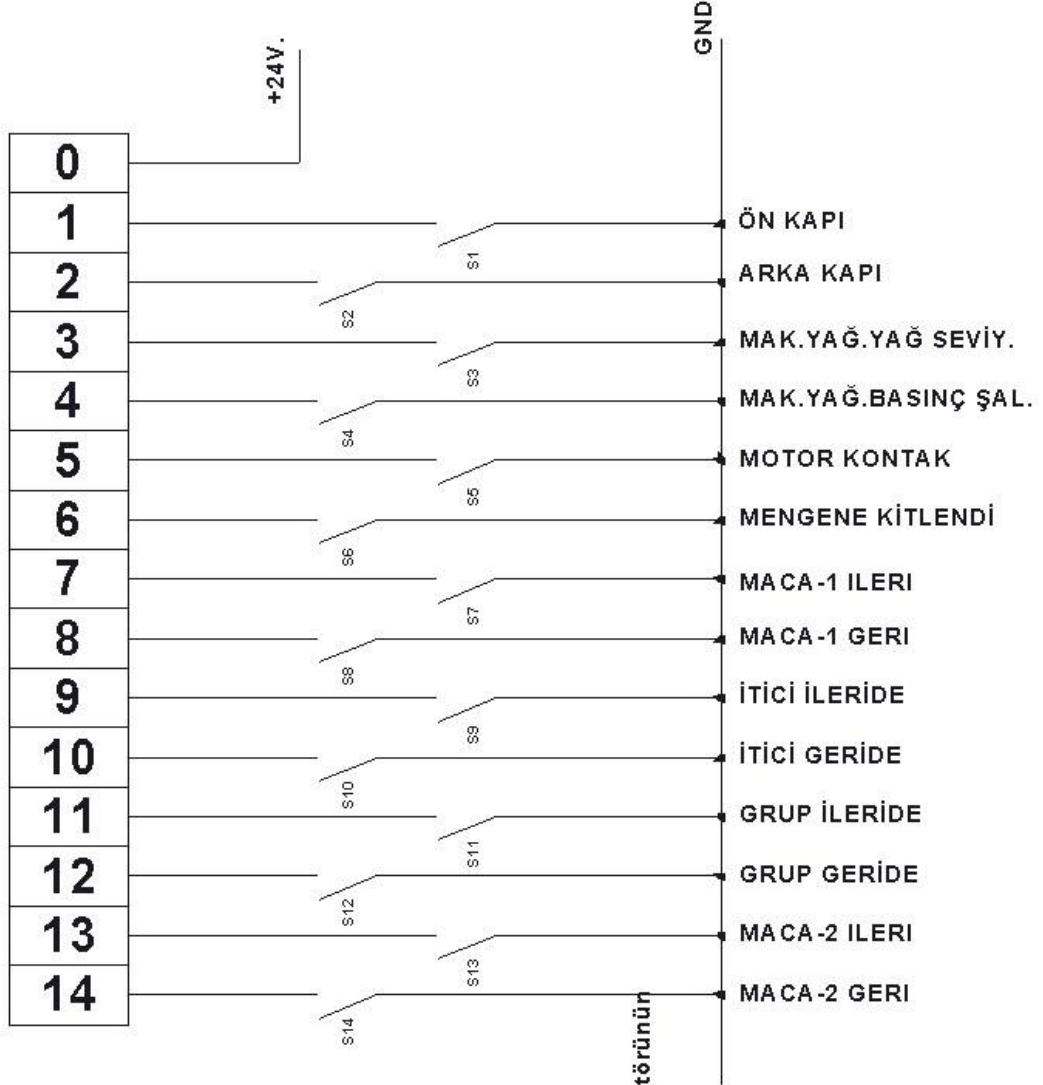 GND
+24V.
0
1 S1 ÖN KAPI
2 S2 ARKA KAPI
3 S3 MAK.YAĞ.YAĞ SEVİY.
4 S4 MAK.YAĞ.BASINÇ ŞAL.
5 S5 MOTOR KONTAK
6 S6 MENGENE KİTLENDİ
7 S7 MACA-1 ILERI
8 S8 MACA-1 GERI
9 S9 İTİCİ İLERİDE
10 S10 İTİCİ GERİDE
11 S11 GRUP İLERİDE
12 S12 GRUP GERİDE
13 S13 MACA-2 ILERI
14 S14 MACA-2 GERI
törünün